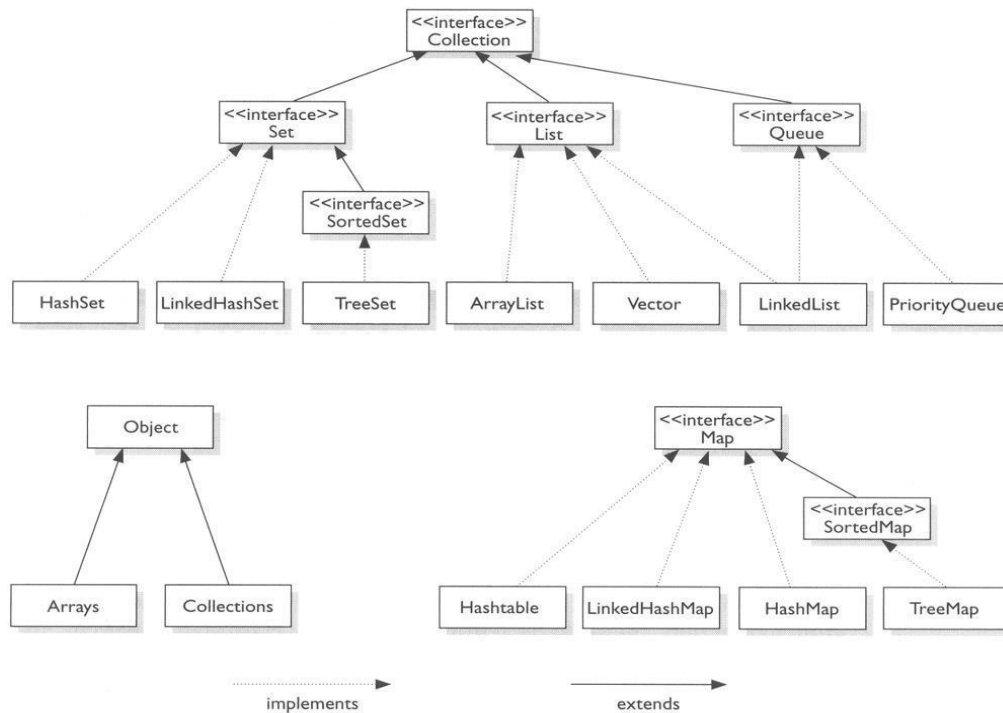 <<interface>>
Collection
<<interface>>
Set
<<interface>>
List
<<interface>>
Queue
<<interface>>
SortedSet
HashSet
LinkedHashSet
TreeSet
ArrayList
Vector
LinkedList
PriorityQueue
Object
<<interface>>
Map
<<interface>>
SortedMap
Arrays
Collections
Hashtable
LinkedHashMap
HashMap
TreeMap
implements
extends